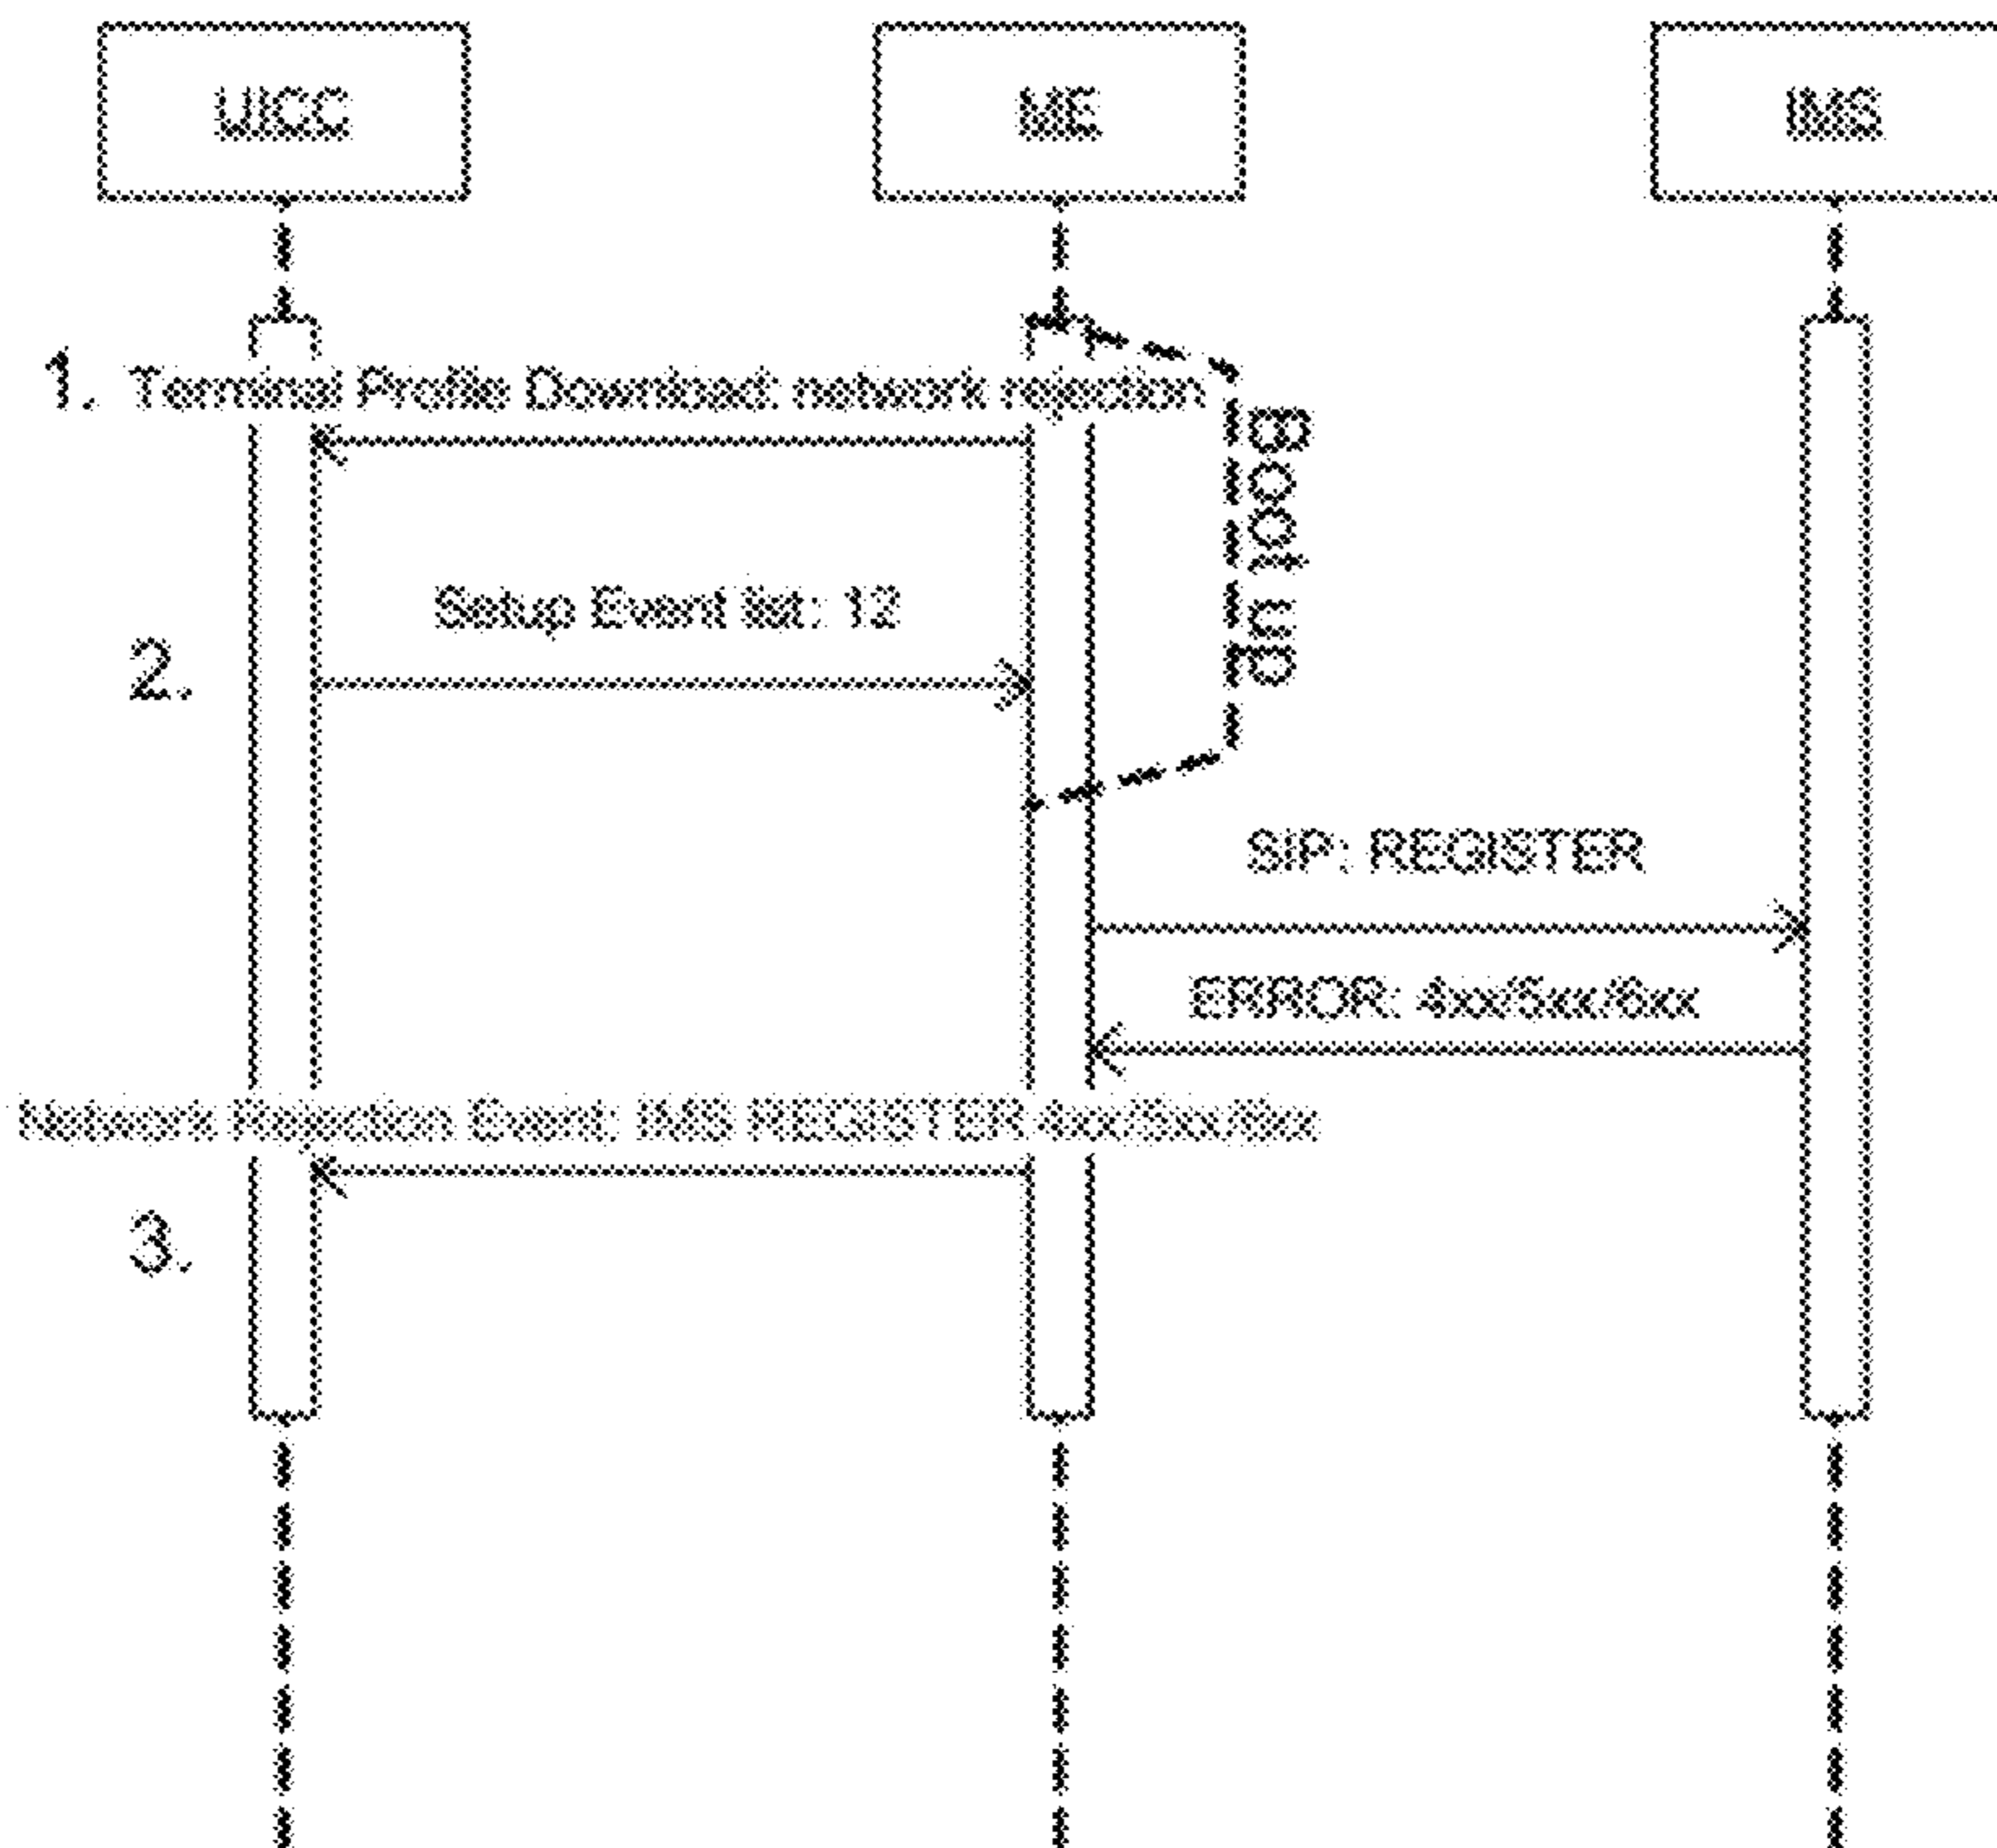 UICC
ME
IMS
1. Terminal Profile Download: network rejection
Boot up
Setup Event list: 12
2.
SIP: REGISTER
ERROR: 4xx/5xx/6xx
Network Rejection Event: IMS REGISTER 4xx/5xx/6xx
3.